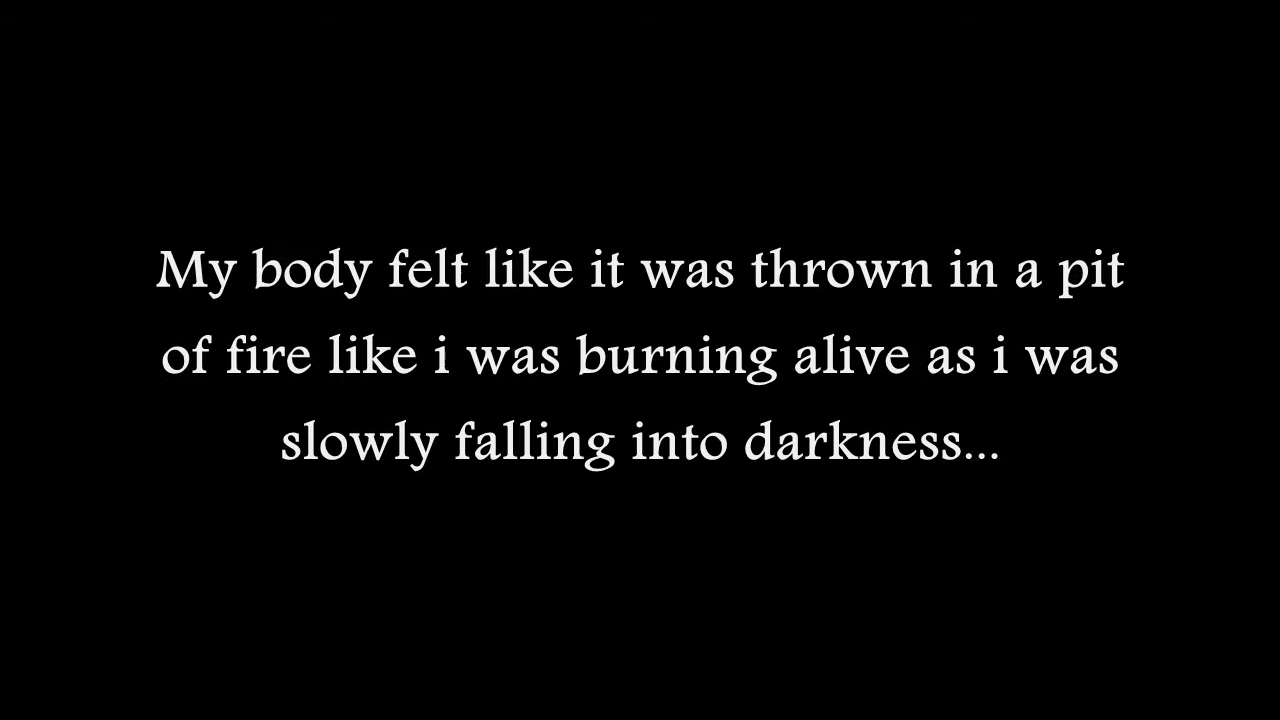 My body felt like it was thrown in a pit
of fire like i was burning alive as i was
slowly falling into darkness...